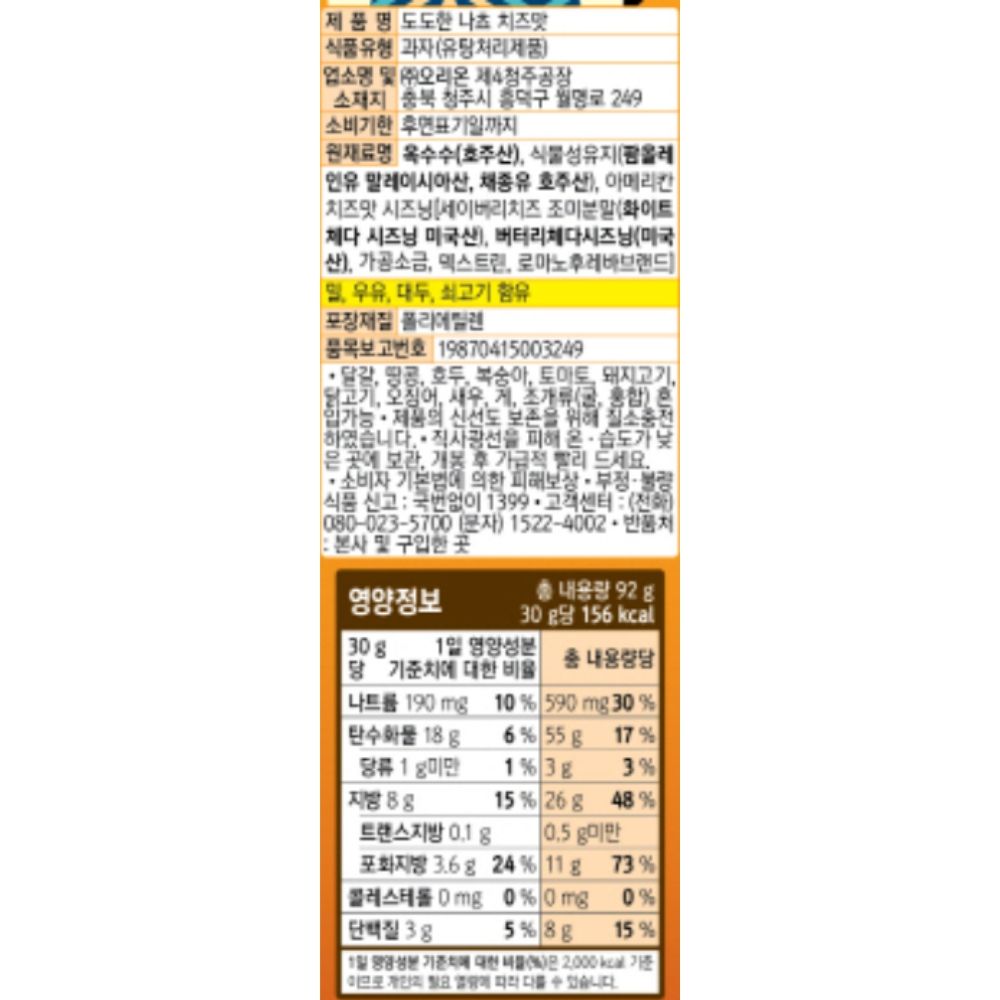 제 품 명 도도한 나쵸 치즈맛
식품유형 과자(유탕처리제품)
업소명 및 ㈜오리온 제4청주공장
소재지 충북 청주시 흥덕구 월명로 249
소비기한 후면표기일까지
원재료명 옥수수(호주산), 식물성유지(팜올레
인유 말레이시아산, 채종유 호주산), 아메리칸
치즈맛 시즈닝[세이버리치즈 조미분말(화이트
체다 시즈닝 미국산), 버터리체다시즈닝(미국
산), 가공소금, 덱스트린, 로마노후레바브랜드]
밀, 우유, 대두, 쇠고기 함유
포장재질 폴리에틸렌
품목보고번호 19870415003249
• 달걀, 땅콩, 호두, 복숭아, 토마토, 돼지고기,
닭고기, 오징어, 새우, 게, 조개류(굴, 홍합) 혼
입가능 • 제품의 신선도 보존을 위해 질소충전
하였습니다. • 직사광선을 피해 온·습도가 낮
은 곳에 보관, 개봉 후 가급적 빨리 드세요.
• 소비자 기본법에 의한 피해보상 • 부정·불량
식품 신고 : 국번없이 1399 • 고객센터 : (전화)
080-023-5700 (문자) 1522-4002 • 반품처
: 본사 및 구입한 곳
영양정보 총 내용량 92 g
30 g당 156 kcal
30 g 1일 영양성분
당 기준치에 대한 비율 총 내용량당
나트륨 190 mg 10 % 590 mg 30 %
탄수화물 18 g 6 % 55 g 17 %
당류 1 g미만 1 % 3 g 3 %
지방 8 g 15 % 26 g 48 %
트랜스지방 0.1 g 0.5 g미만
포화지방 3.6 g 24 % 11 g 73 %
콜레스테롤 0 mg 0 % 0 mg 0 %
단백질 3 g 5 % 8 g 15 %
1일 영양성분 기준치에 대한 비율(%)은 2,000 kcal 기준
이므로 개인의 필요 열량에 따라 다를 수 있습니다.